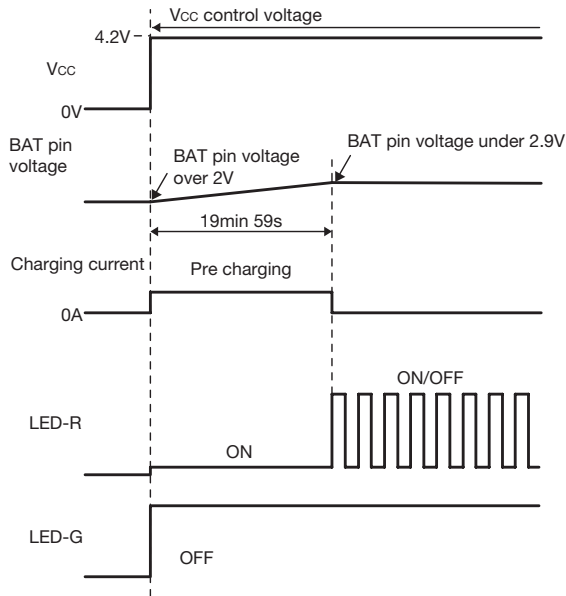 Vcc control voltage
4.2V
Vcc
0V
BAT pin
voltage
BAT pin voltage
over 2V
BAT pin voltage under 2.9V
19min 59s
Charging current
Pre charging
0A
ON/OFF
LED-R
ON
LED-G
OFF